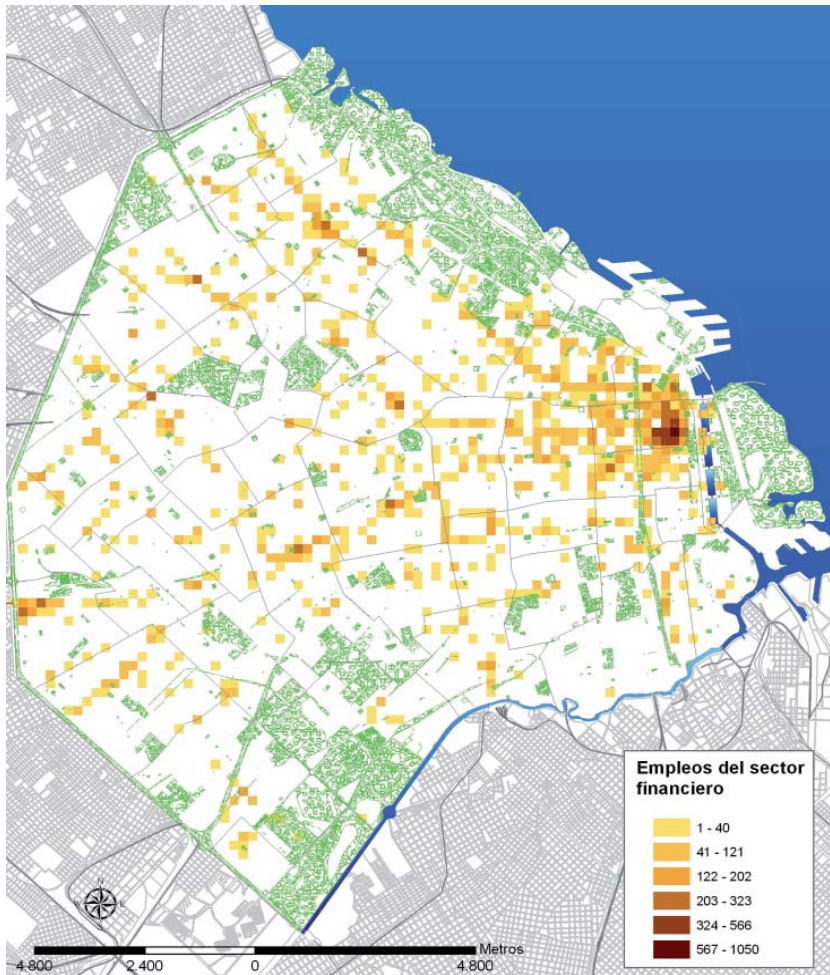 N
W E
S
Metros
4.800 2.400 0 4.800
Empleos del sector
financiero
1 - 40
41 - 121
122 - 202
203 - 323
324 - 566
567 - 1050